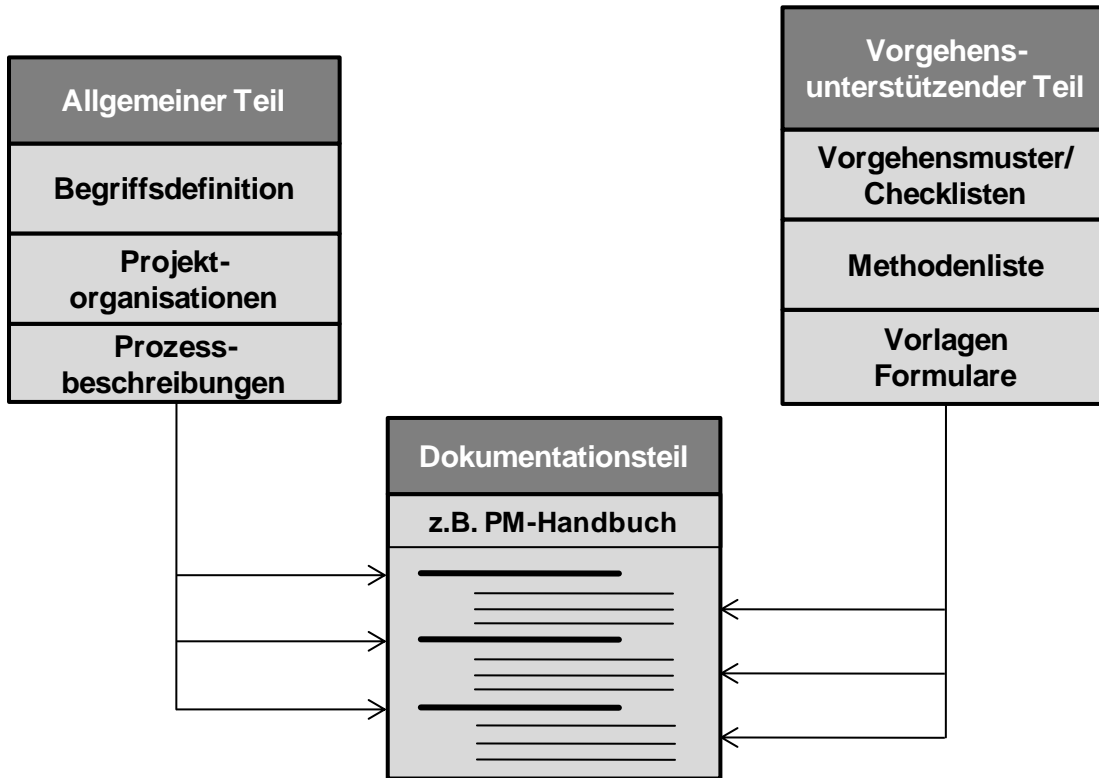 Allgemeiner Teil
Begriffsdefinition
Projekt-
organisationen
Prozess-
beschreibungen
Vorgehens-
unterstützender Teil
Vorgehensmuster/
Checklisten
Methodenliste
Vorlagen
Formulare
Dokumentationsteil
z.B. PM-Handbuch